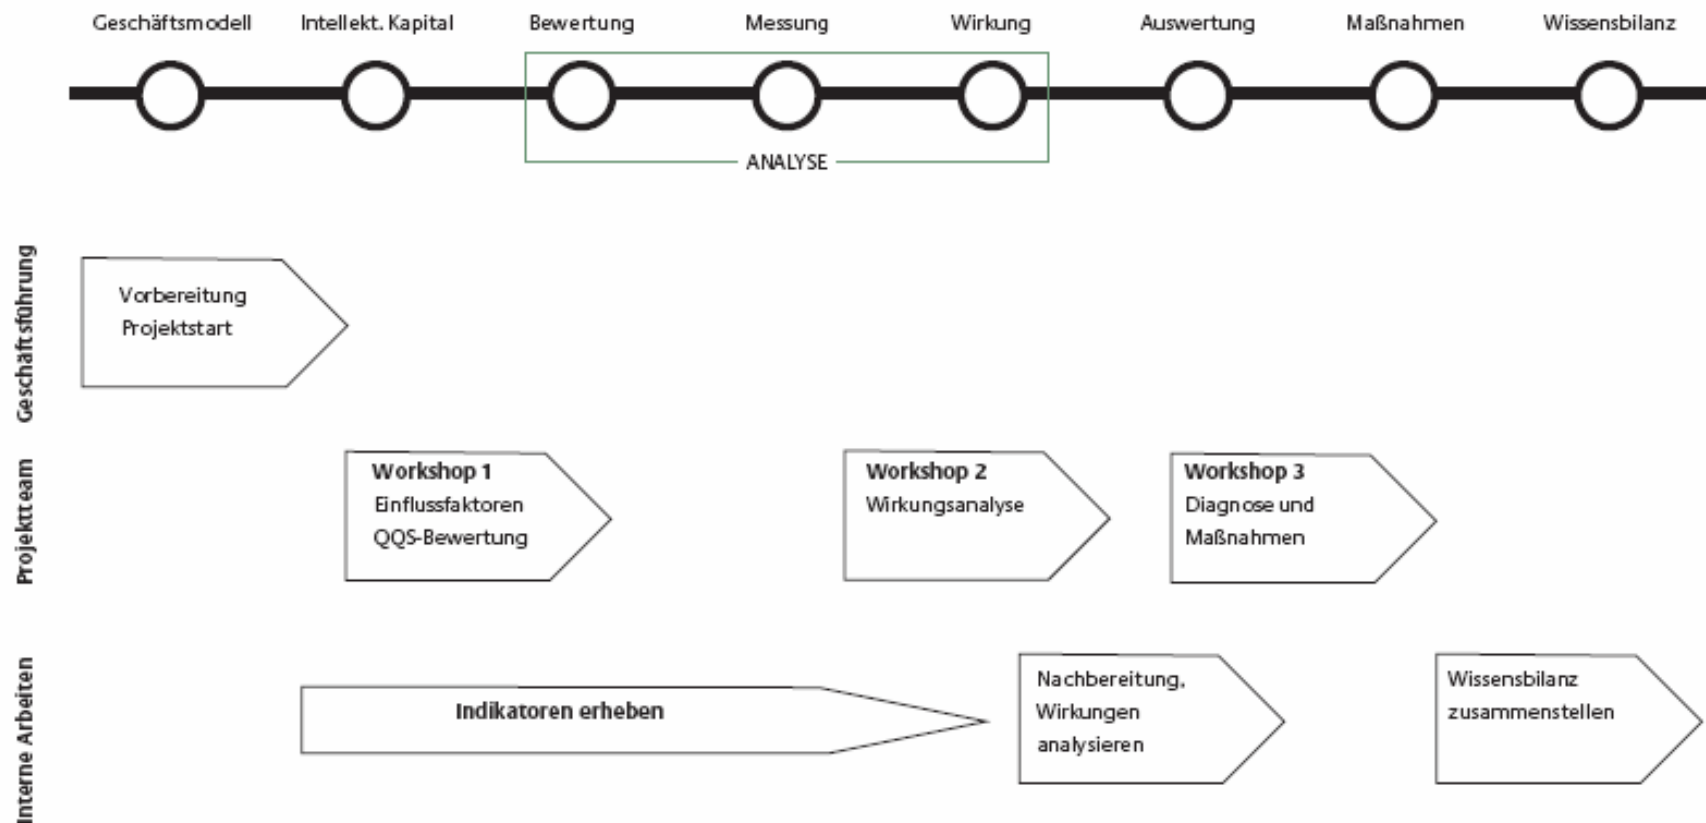 Geschäftsmodell
Intellekt. Kapital
Bewertung
Messung
Wirkung
Auswertung
Maßnahmen
Wissensbilanz
ANALYSE
Geschäftsführung
Vorbereitung
Projektstart
Projektteam
Workshop 1
Einflussfaktoren
QQS-Bewertung
Workshop 2
Wirkungsanalyse
Workshop 3
Diagnose und
Maßnahmen
Interne Arbeiten
Indikatoren erheben
Nachbereitung,
Wirkungen
analysieren
Wissensbilanz
zusammenstellen